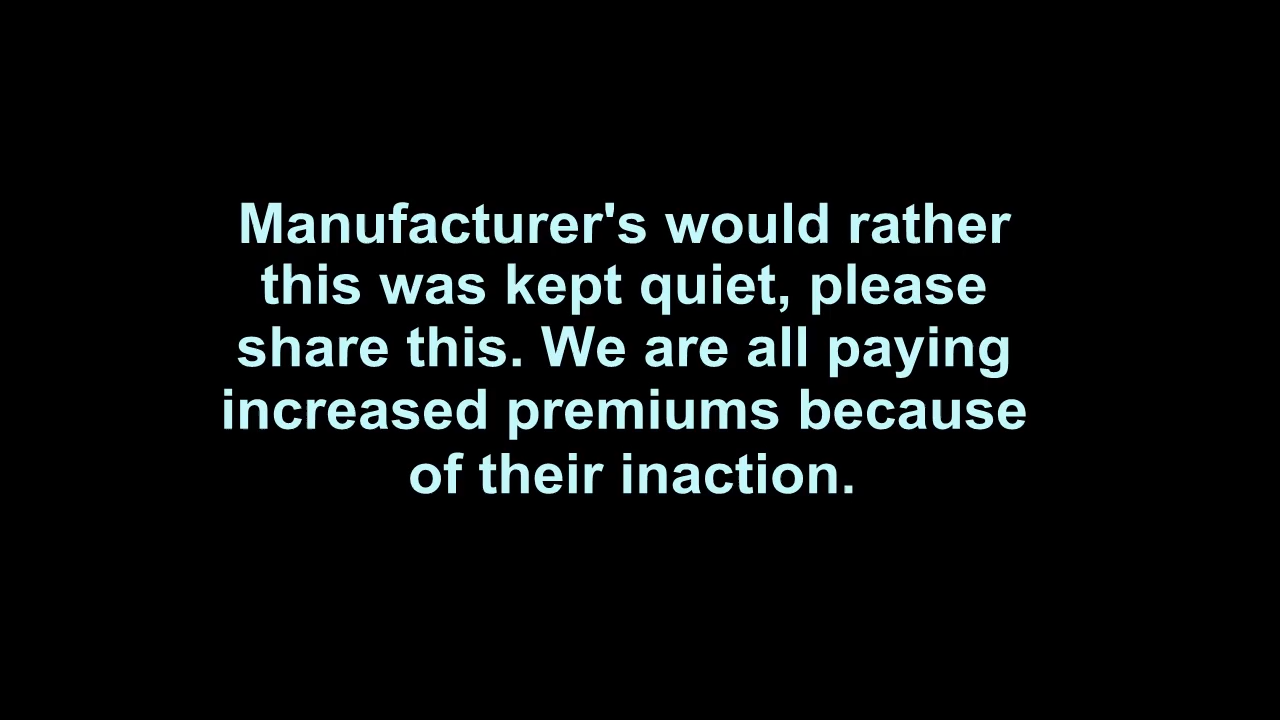 Manufacturer's would rather
this was kept quiet, please
share this. We are all paying
increased premiums because
of their inaction.